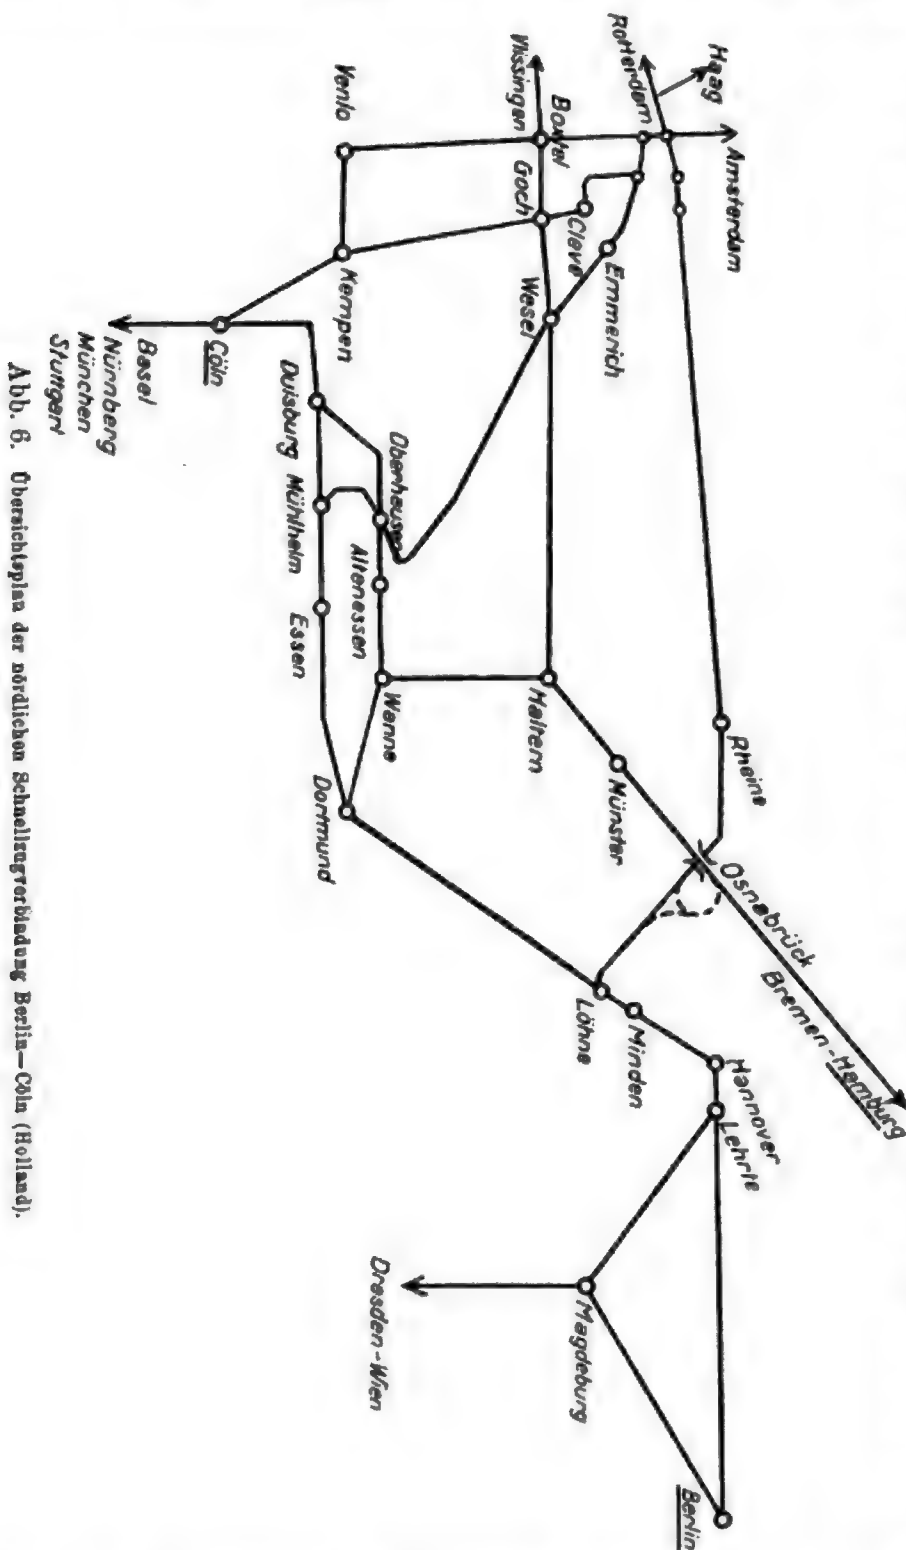 Haag
Rotterdam
Amsterdam
Vlissingen
Boxtel
Venlo
Goch
Cleve
Emmerich
Wesel
Kempen
Cöln
Basel
Nürnberg
München
Stuttgart
Duisburg
Mühlheim
Essen
Oberhausen
Altenessen
Wanne
Dortmund
Haltern
Münster
Rheine
Osnabrück
Bremen-Hamburg
Löhne
Minden
Hannover
Lehrte
Magdeburg
Dresden-Wien
Berlin
Abb. 6. Übersichtsplan der nördlichen Schnellzugverbindung Berlin—Cöln (Holland).